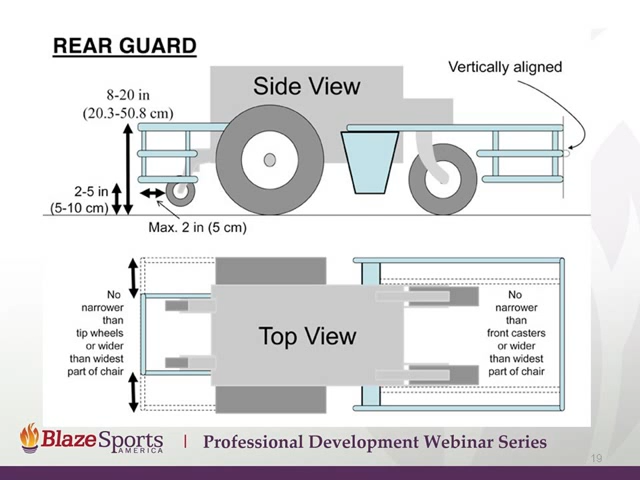 REAR GUARD
Vertically aligned
Side View
8-20 in
(20.3-50.8 cm)
2-5 in
(5-10 cm)
Max. 2 in (5 cm)
No
narrower
than
tip wheels
or wider
than widest
part of chair
Top View
No
narrower
than
front casters
or wider
than widest
part of chair
BlazeSports
AMERICA
Professional Development Webinar Series
19